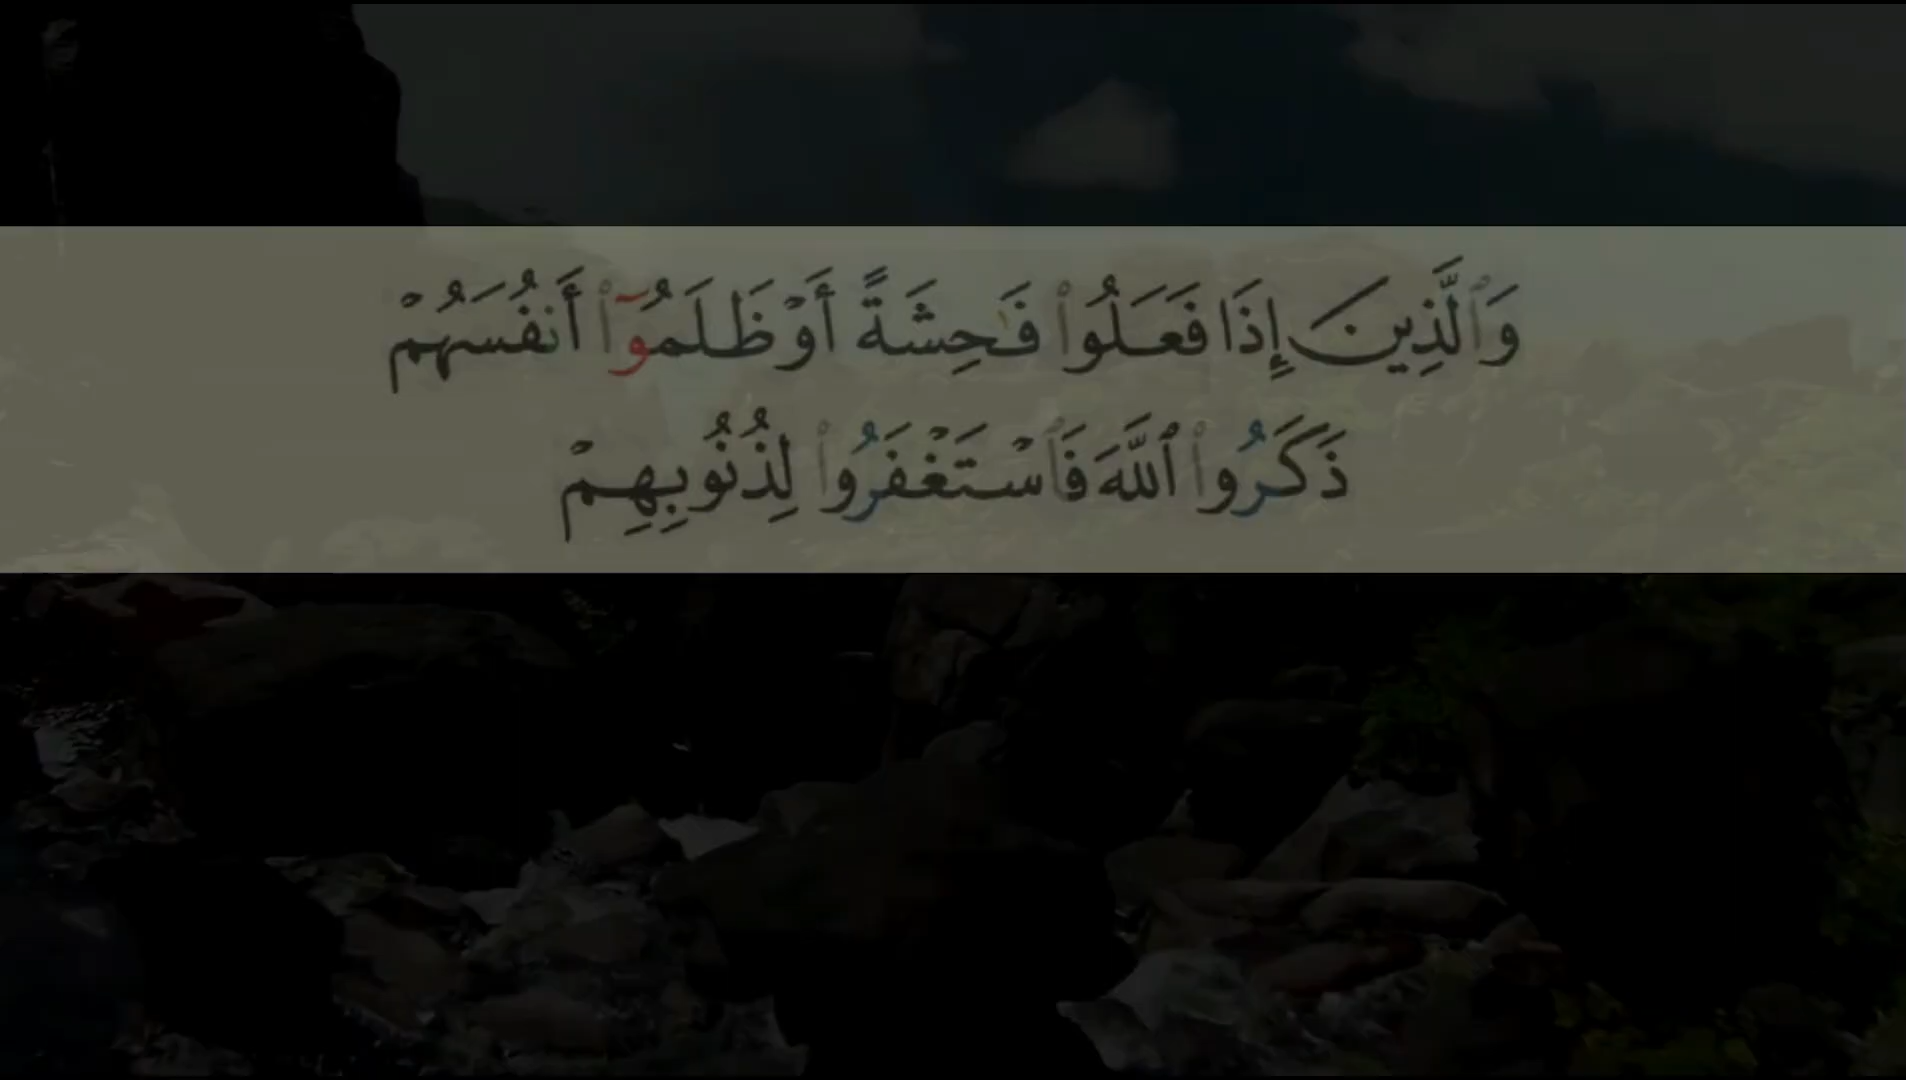 وَٱلَّذِينَ إِذَا فَعَلُوا۟ فَـٰحِشَةً أَوْ ظَلَمُوٓا۟ أَنفُسَهُمْ
ذَكَرُوا۟ ٱللَّهَ فَٱسْتَغْفَرُوا۟ لِذُنُوبِهِمْ